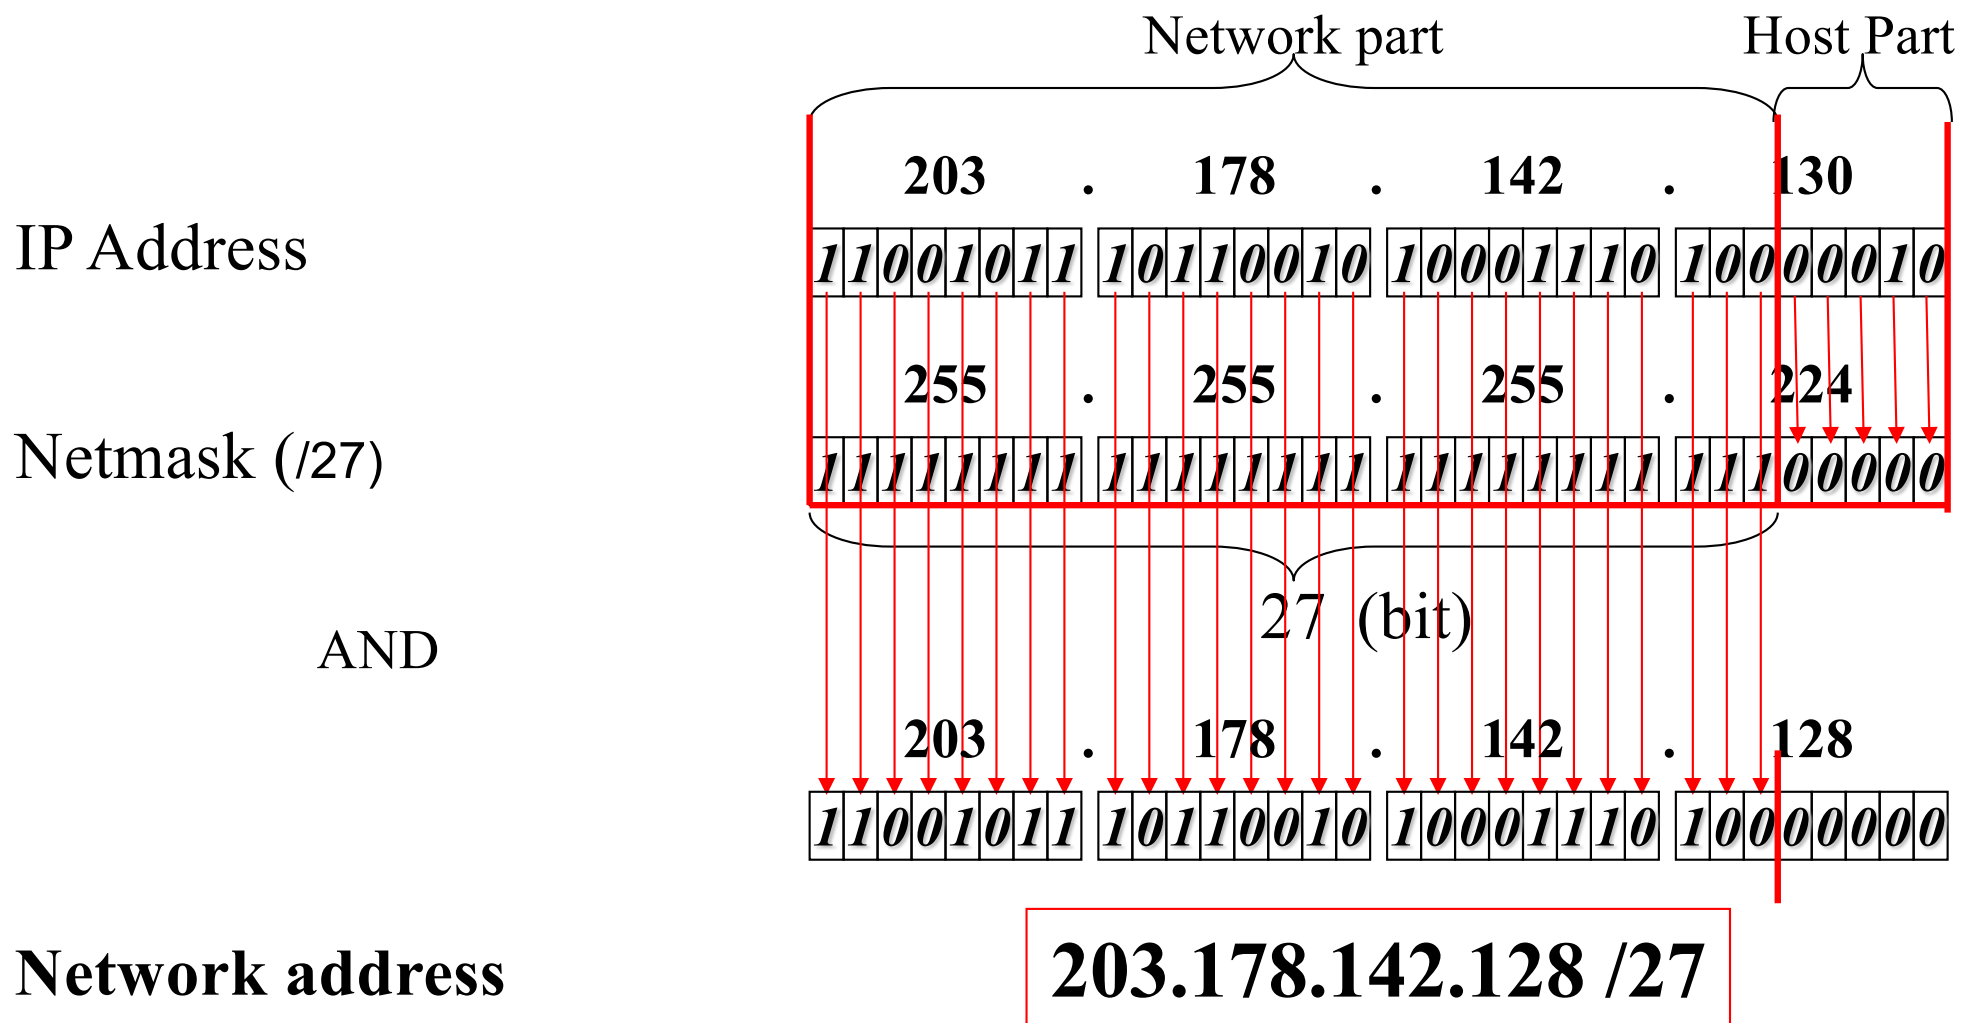 Network part Host Part
203 . 178 . 142 . 130
IP Address 1 1 0 0 1 0 1 1 1 0 1 1 0 0 1 0 1 0 0 0 1 1 1 0 1 0 0 0 0 0 1 0
255 . 255 . 255 . 224
Netmask (/27) 1 1 1 1 1 1 1 1 1 1 1 1 1 1 1 1 1 1 1 1 1 1 1 1 1 1 1 0 0 0 0 0
27 (bit)
AND
203 . 178 . 142 . 128
1 1 0 0 1 0 1 1 1 0 1 1 0 0 1 0 1 0 0 0 1 1 1 0 1 0 0 0 0 0 0 0
Network address 203.178.142.128 /27